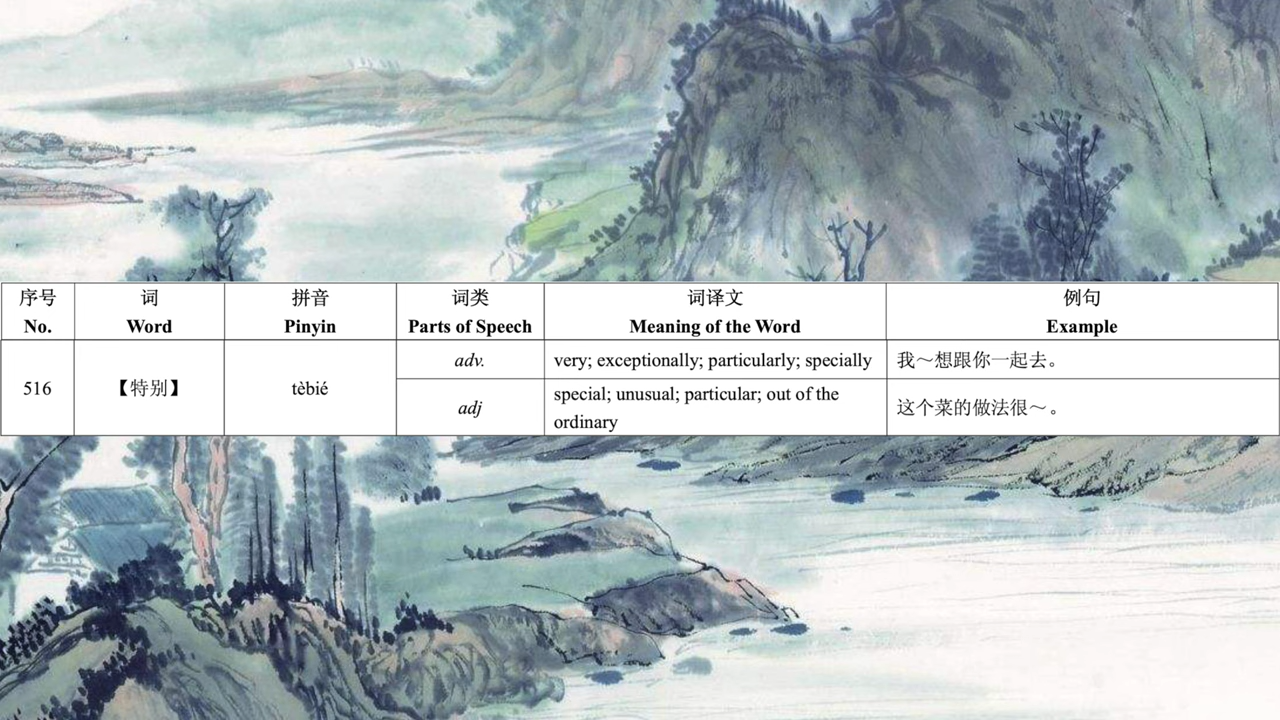 序号 词 拼音 词类 词译文 例句
No. Word Pinyin Parts of Speech Meaning of the Word Example
516 【特别】 tèbié adv. very; exceptionally; particularly; specially 我～想跟你一起去。
adj special; unusual; particular; out of the ordinary 这个菜的做法很～。